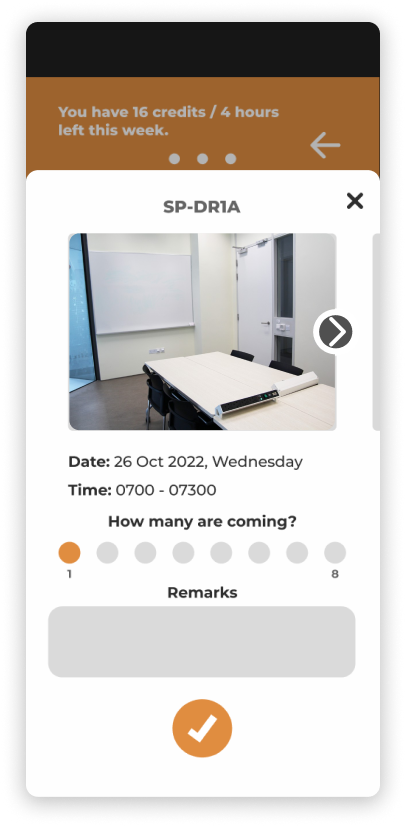 You have 16 credits / 4 hours
left this week.
SP-DR1A
Date: 26 Oct 2022, Wednesday
Time: 0700 - 07300
How many are coming?
1
8
Remarks